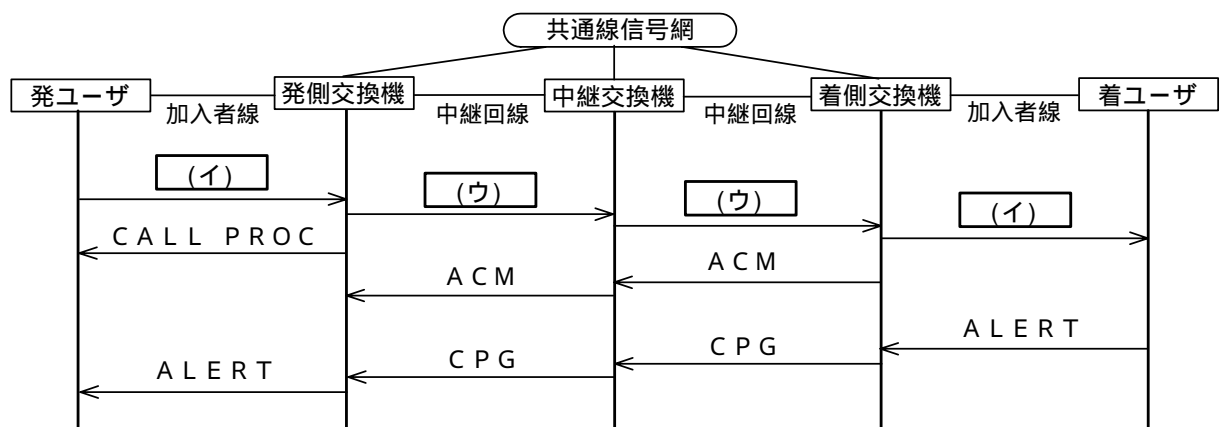 共通線信号網
発ユーザ
発側交換機
中継交換機
着側交換機
着ユーザ
加入者線
中継回線
中継回線
加入者線
(イ)
(ウ)
(ウ)
(イ)
CALL PROC
ACM
ACM
ALERT
CPG
CPG
ALERT